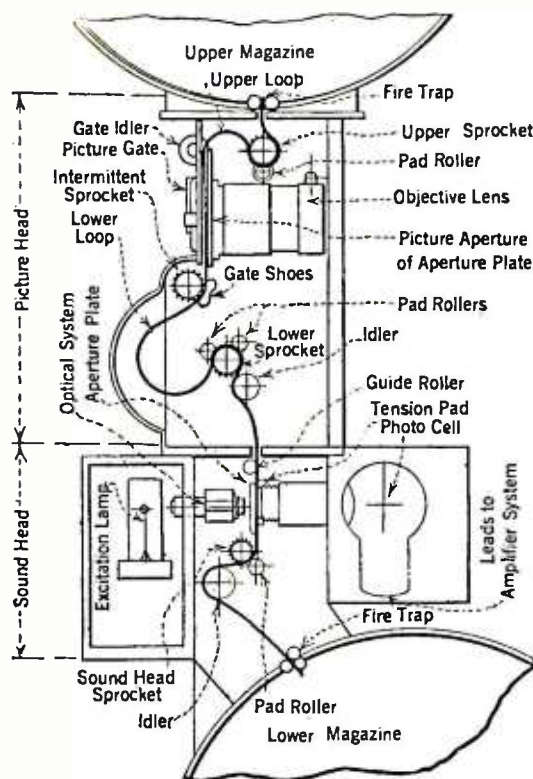 Upper Magazine
Upper Loop
Fire Trap
Gate Idler
Picture Gate
Upper Sprocket
Pad Roller
Intermittent
Sprocket
Objective Lens
Lower
Loop
Picture Aperture
of Aperture Plate
Gate Shoes
Picture Head
Pad Rollers
Optical System
Aperture Plate
Lower
Sprocket
Idler
Guide Roller
Tension Pad
Photo Cell
Sound Head
Excitation Lamp
Leads to
Amplifier System
Fire Trap
Sound Head
Sprocket
Idler
Pad Roller
Lower Magazine